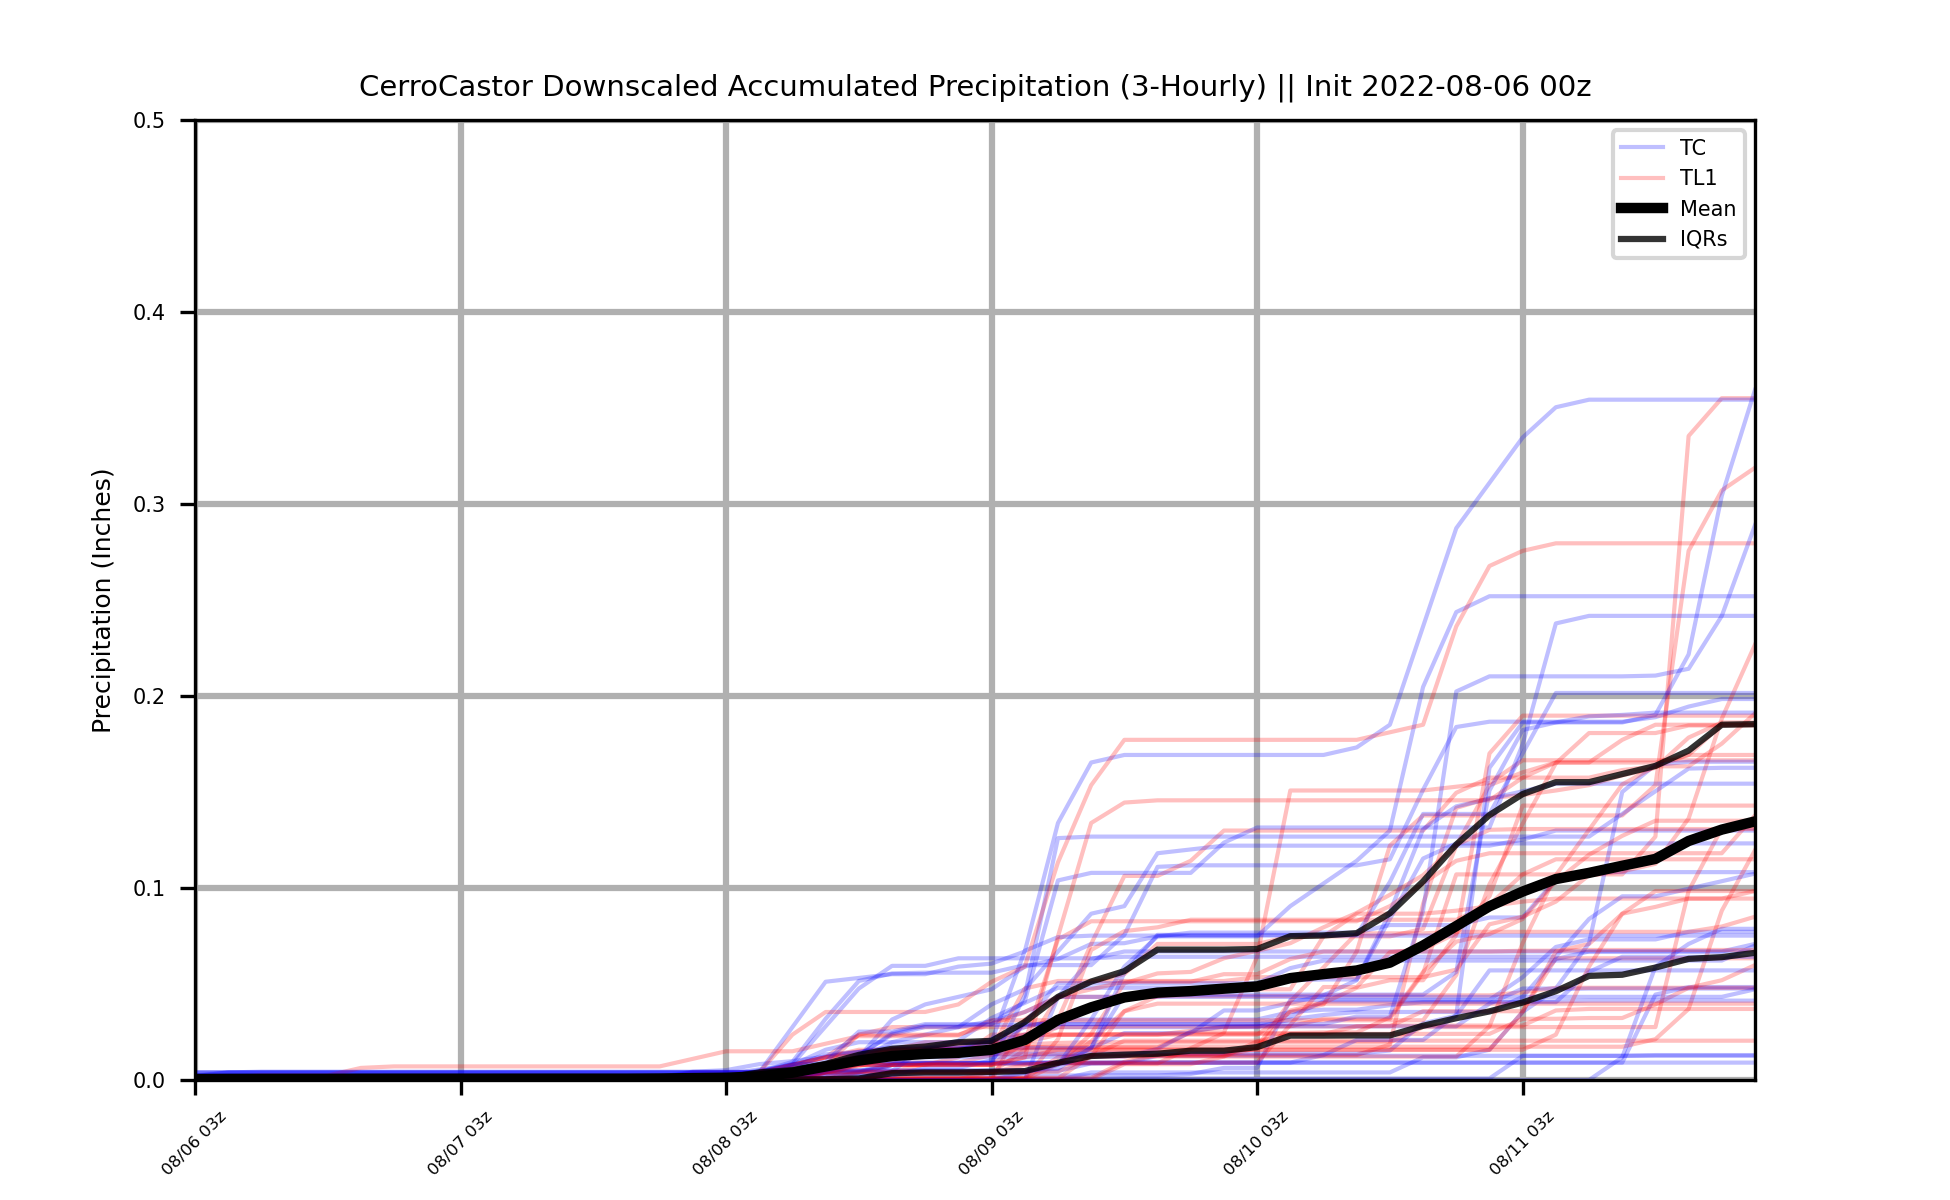 CerroCastor Downscaled Accumulated Precipitation (3-Hourly) || Init 2022-08-06 00z
0.5
0.4
0.3
0.2
0.1
0.0
Precipitation (Inches)
TC
TL1
Mean
IQRs
08/06 03z
08/07 03z
08/08 03z
08/09 03z
08/10 03z
08/11 03z